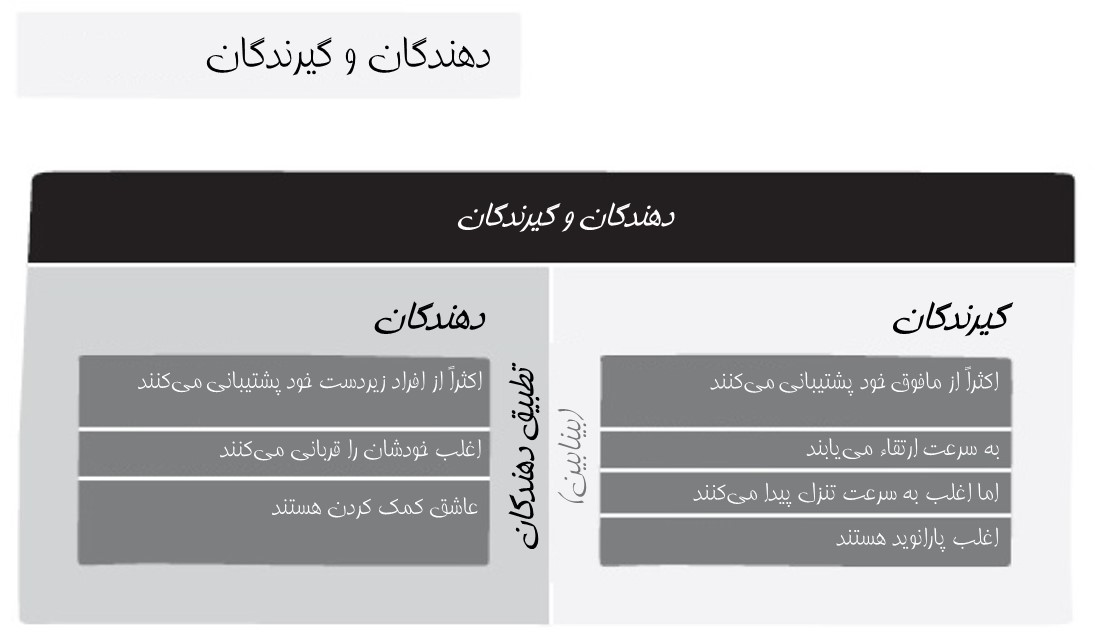 دهندگان و گیرندگان
دهندگان و گیرندگان
گیرندگان
اکثراً از مافوق خود پشتیبانی می‌کنند
به سرعت ارتقاء می‌یابند
اما اغلب به سرعت تنزل پیدا می‌کنند
اغلب پارانوید هستند
(بینابین)
تطبیق دهندگان
دهندگان
اکثراً از افراد زیردست خود پشتیبانی می‌کنند
اغلب خودشان را قربانی می‌کنند
عاشق کمک کردن هستند